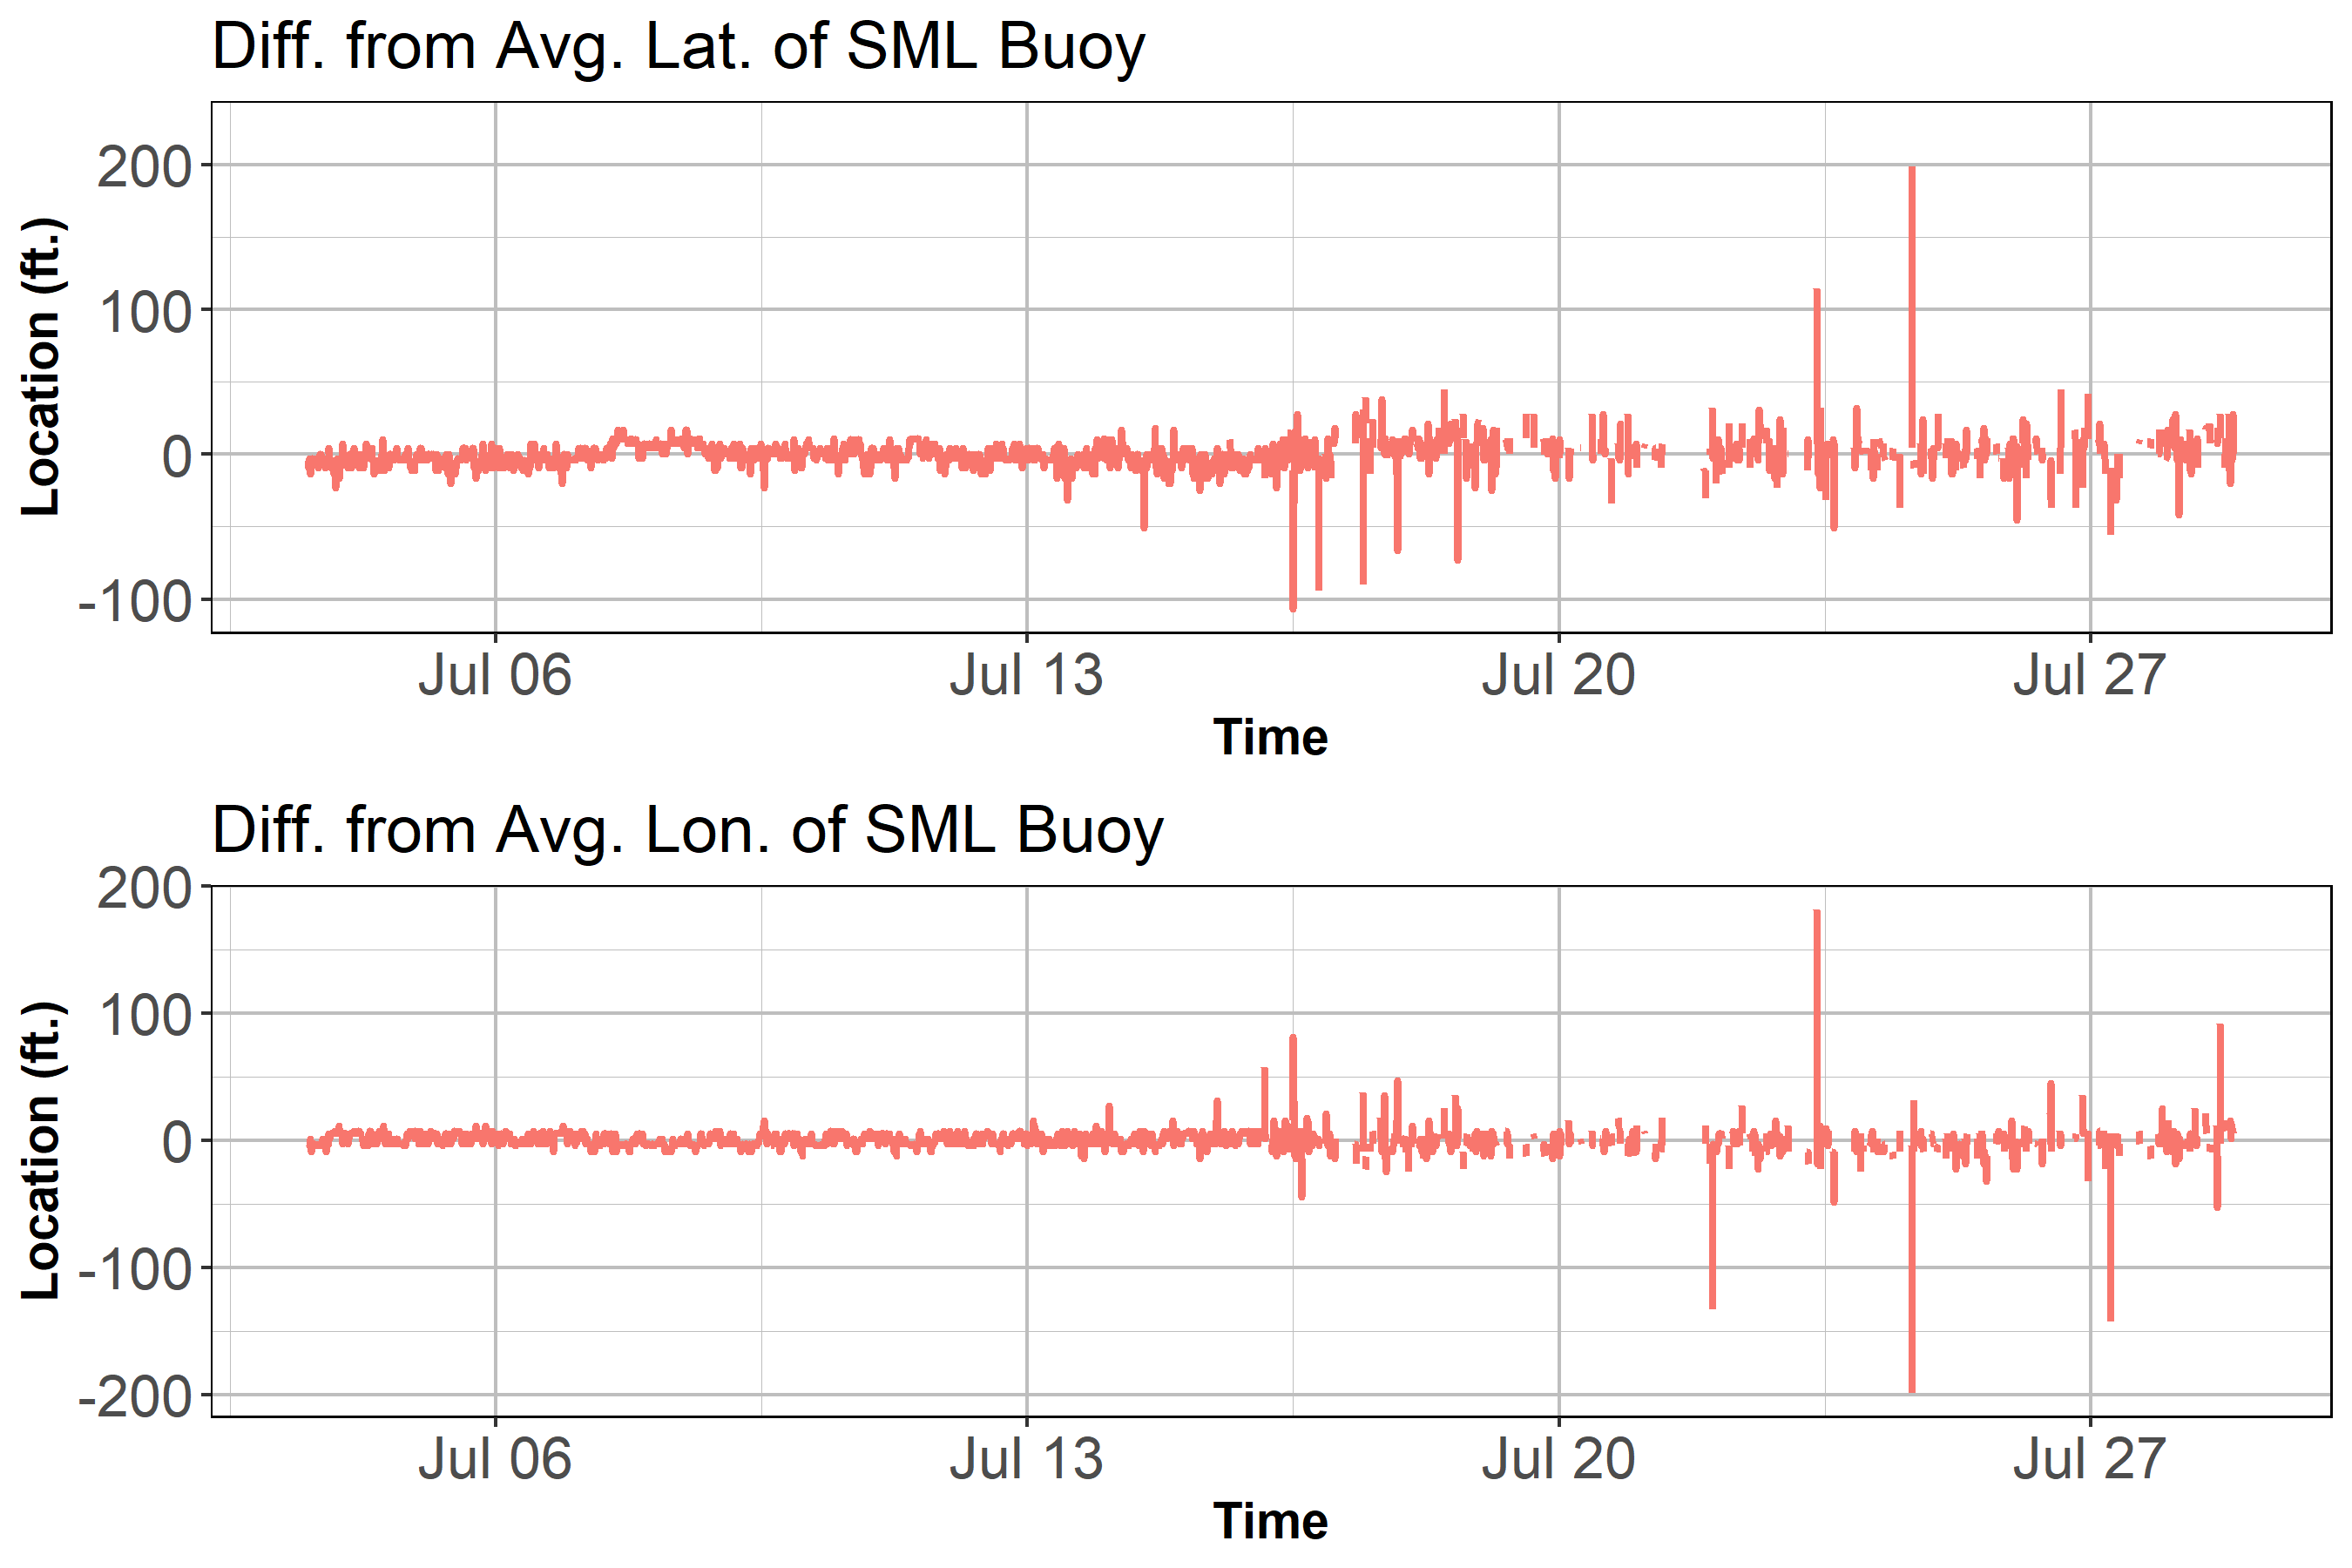 Diff. from Avg. Lat. of SML Buoy
200
100
0
-100
Location (ft.)
Jul 06 Jul 13 Jul 20 Jul 27
Time
Diff. from Avg. Lon. of SML Buoy
200
100
0
-100
-200
Location (ft.)
Jul 06 Jul 13 Jul 20 Jul 27
Time